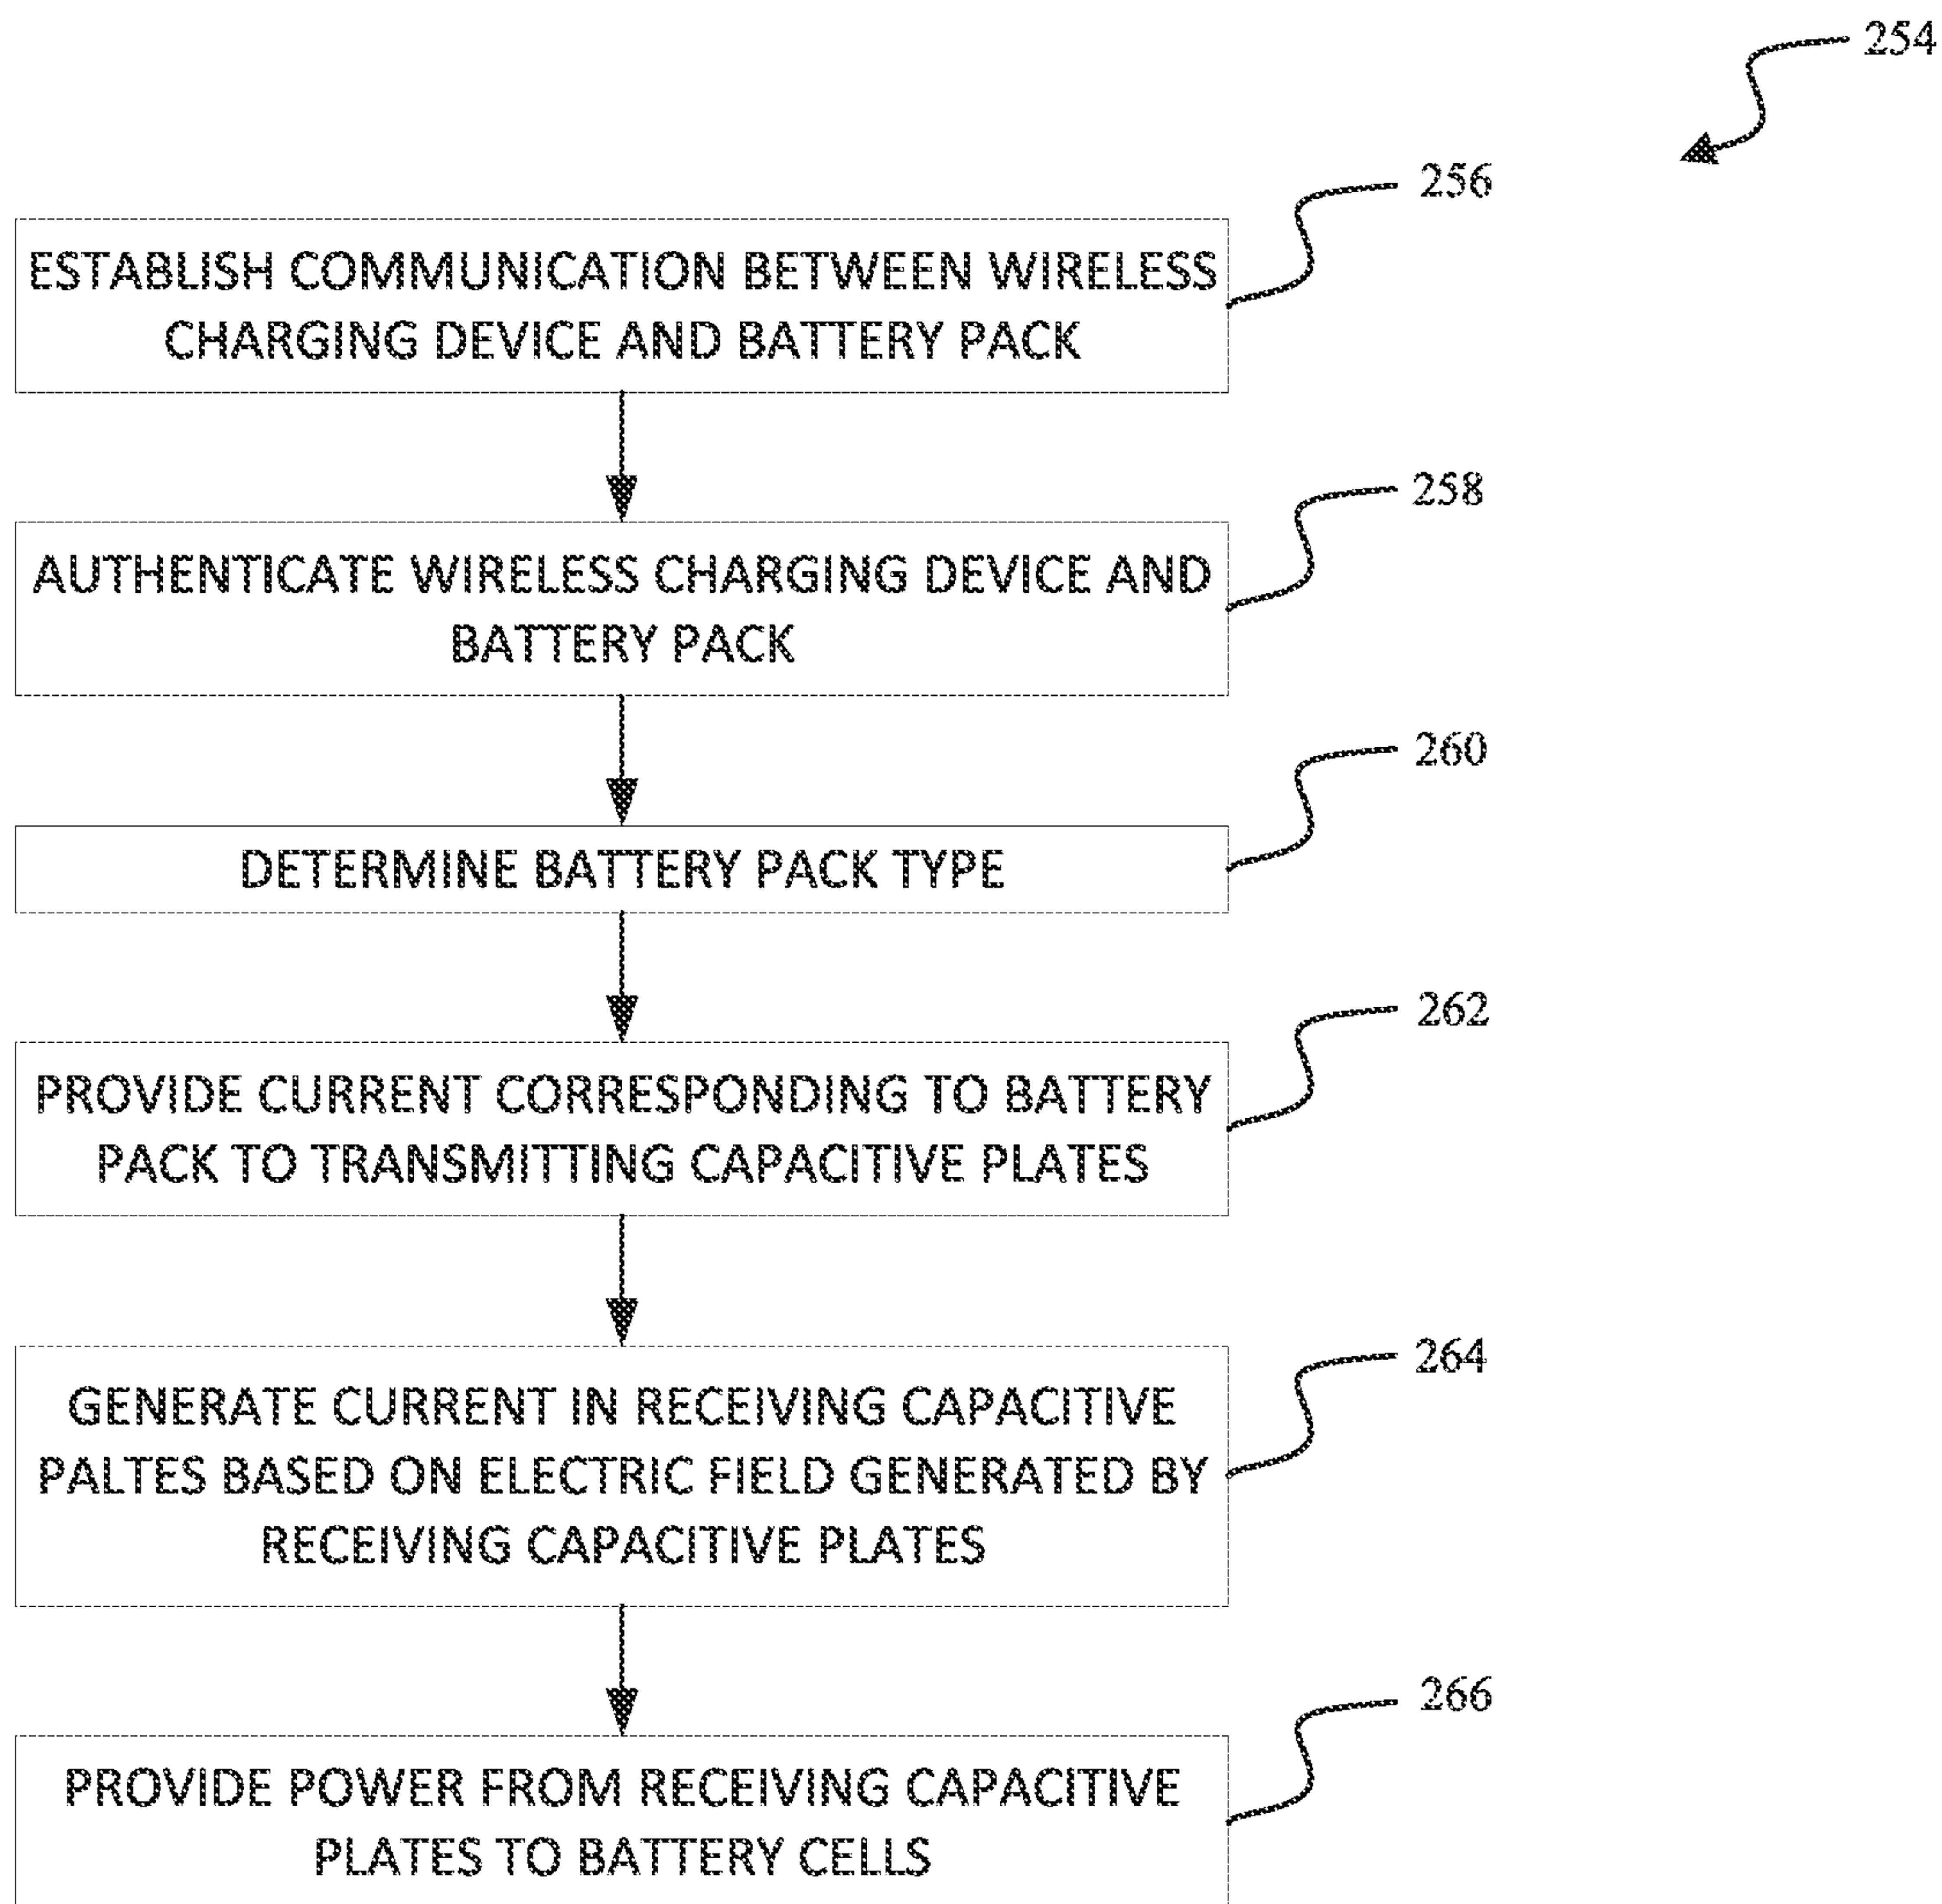 254
256
ESTABLISH COMMUNICATION BETWEEN WIRELESS
CHARGING DEVICE AND BATTERY PACK
258
AUTHENTICATE WIRELESS CHARGING DEVICE AND
BATTERY PACK
260
DETERMINE BATTERY PACK TYPE
262
PROVIDE CURRENT CORRESPONDING TO BATTERY
PACK TO TRANSMITTING CAPACITIVE PLATES
264
GENERATE CURRENT IN RECEIVING CAPACITIVE
PALTES BASED ON ELECTRIC FIELD GENERATED BY
RECEIVING CAPACITIVE PLATES
266
PROVIDE POWER FROM RECEIVING CAPACITIVE
PLATES TO BATTERY CELLS